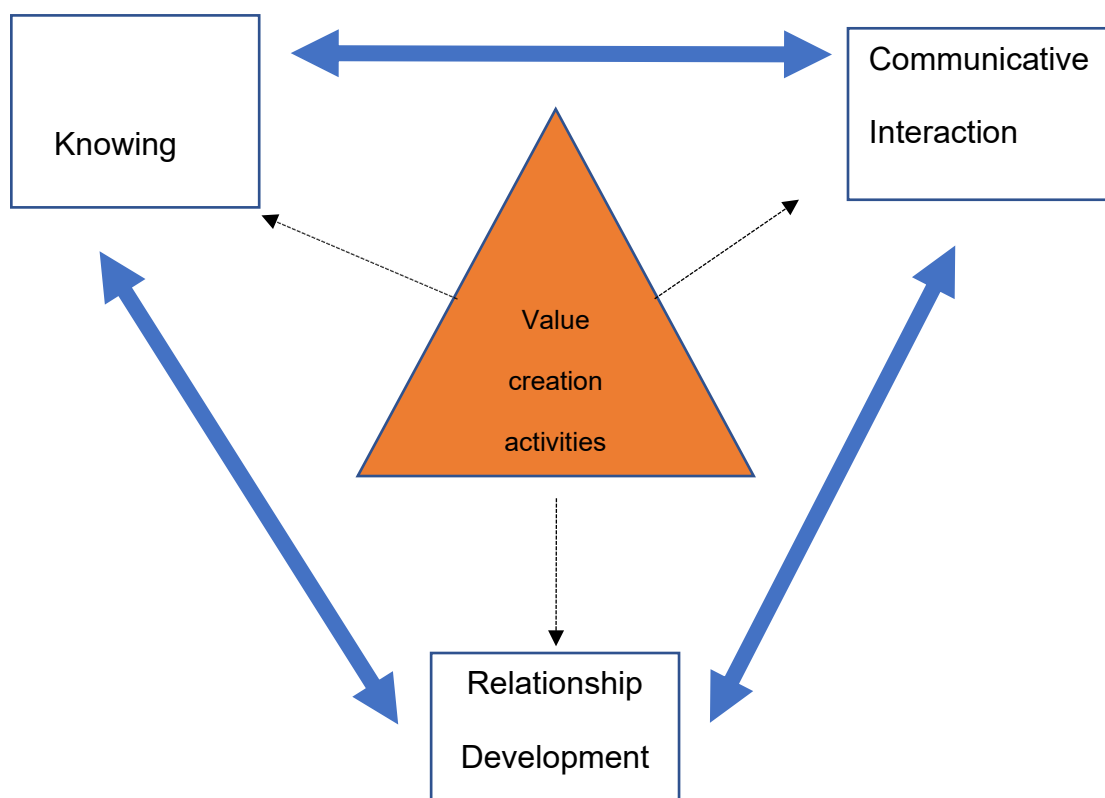 Knowing
Communicative
Interaction
Value
creation
activities
Relationship
Development